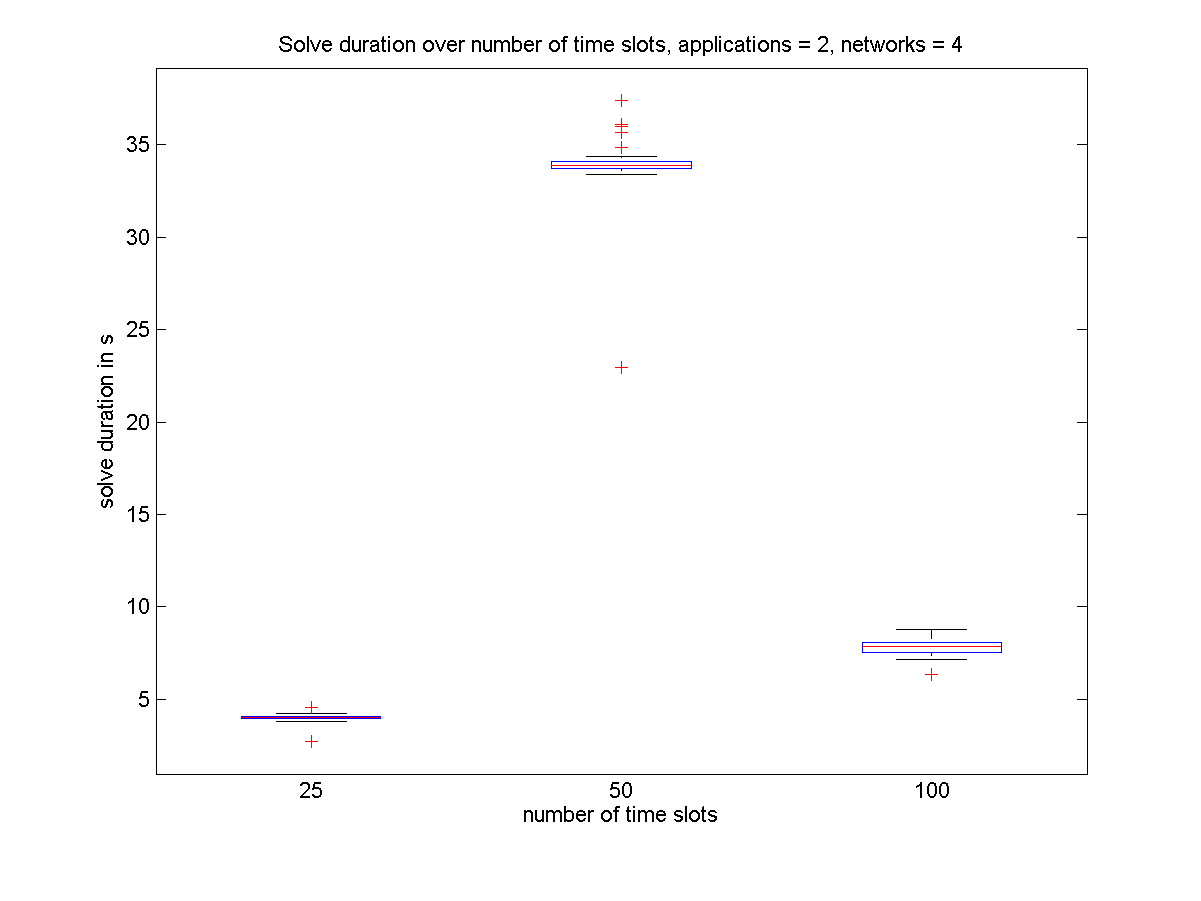 Solve duration over number of time slots, applications = 2, networks = 4
35
30
25
20
15
10
5
solve duration in s
25 50 100
number of time slots